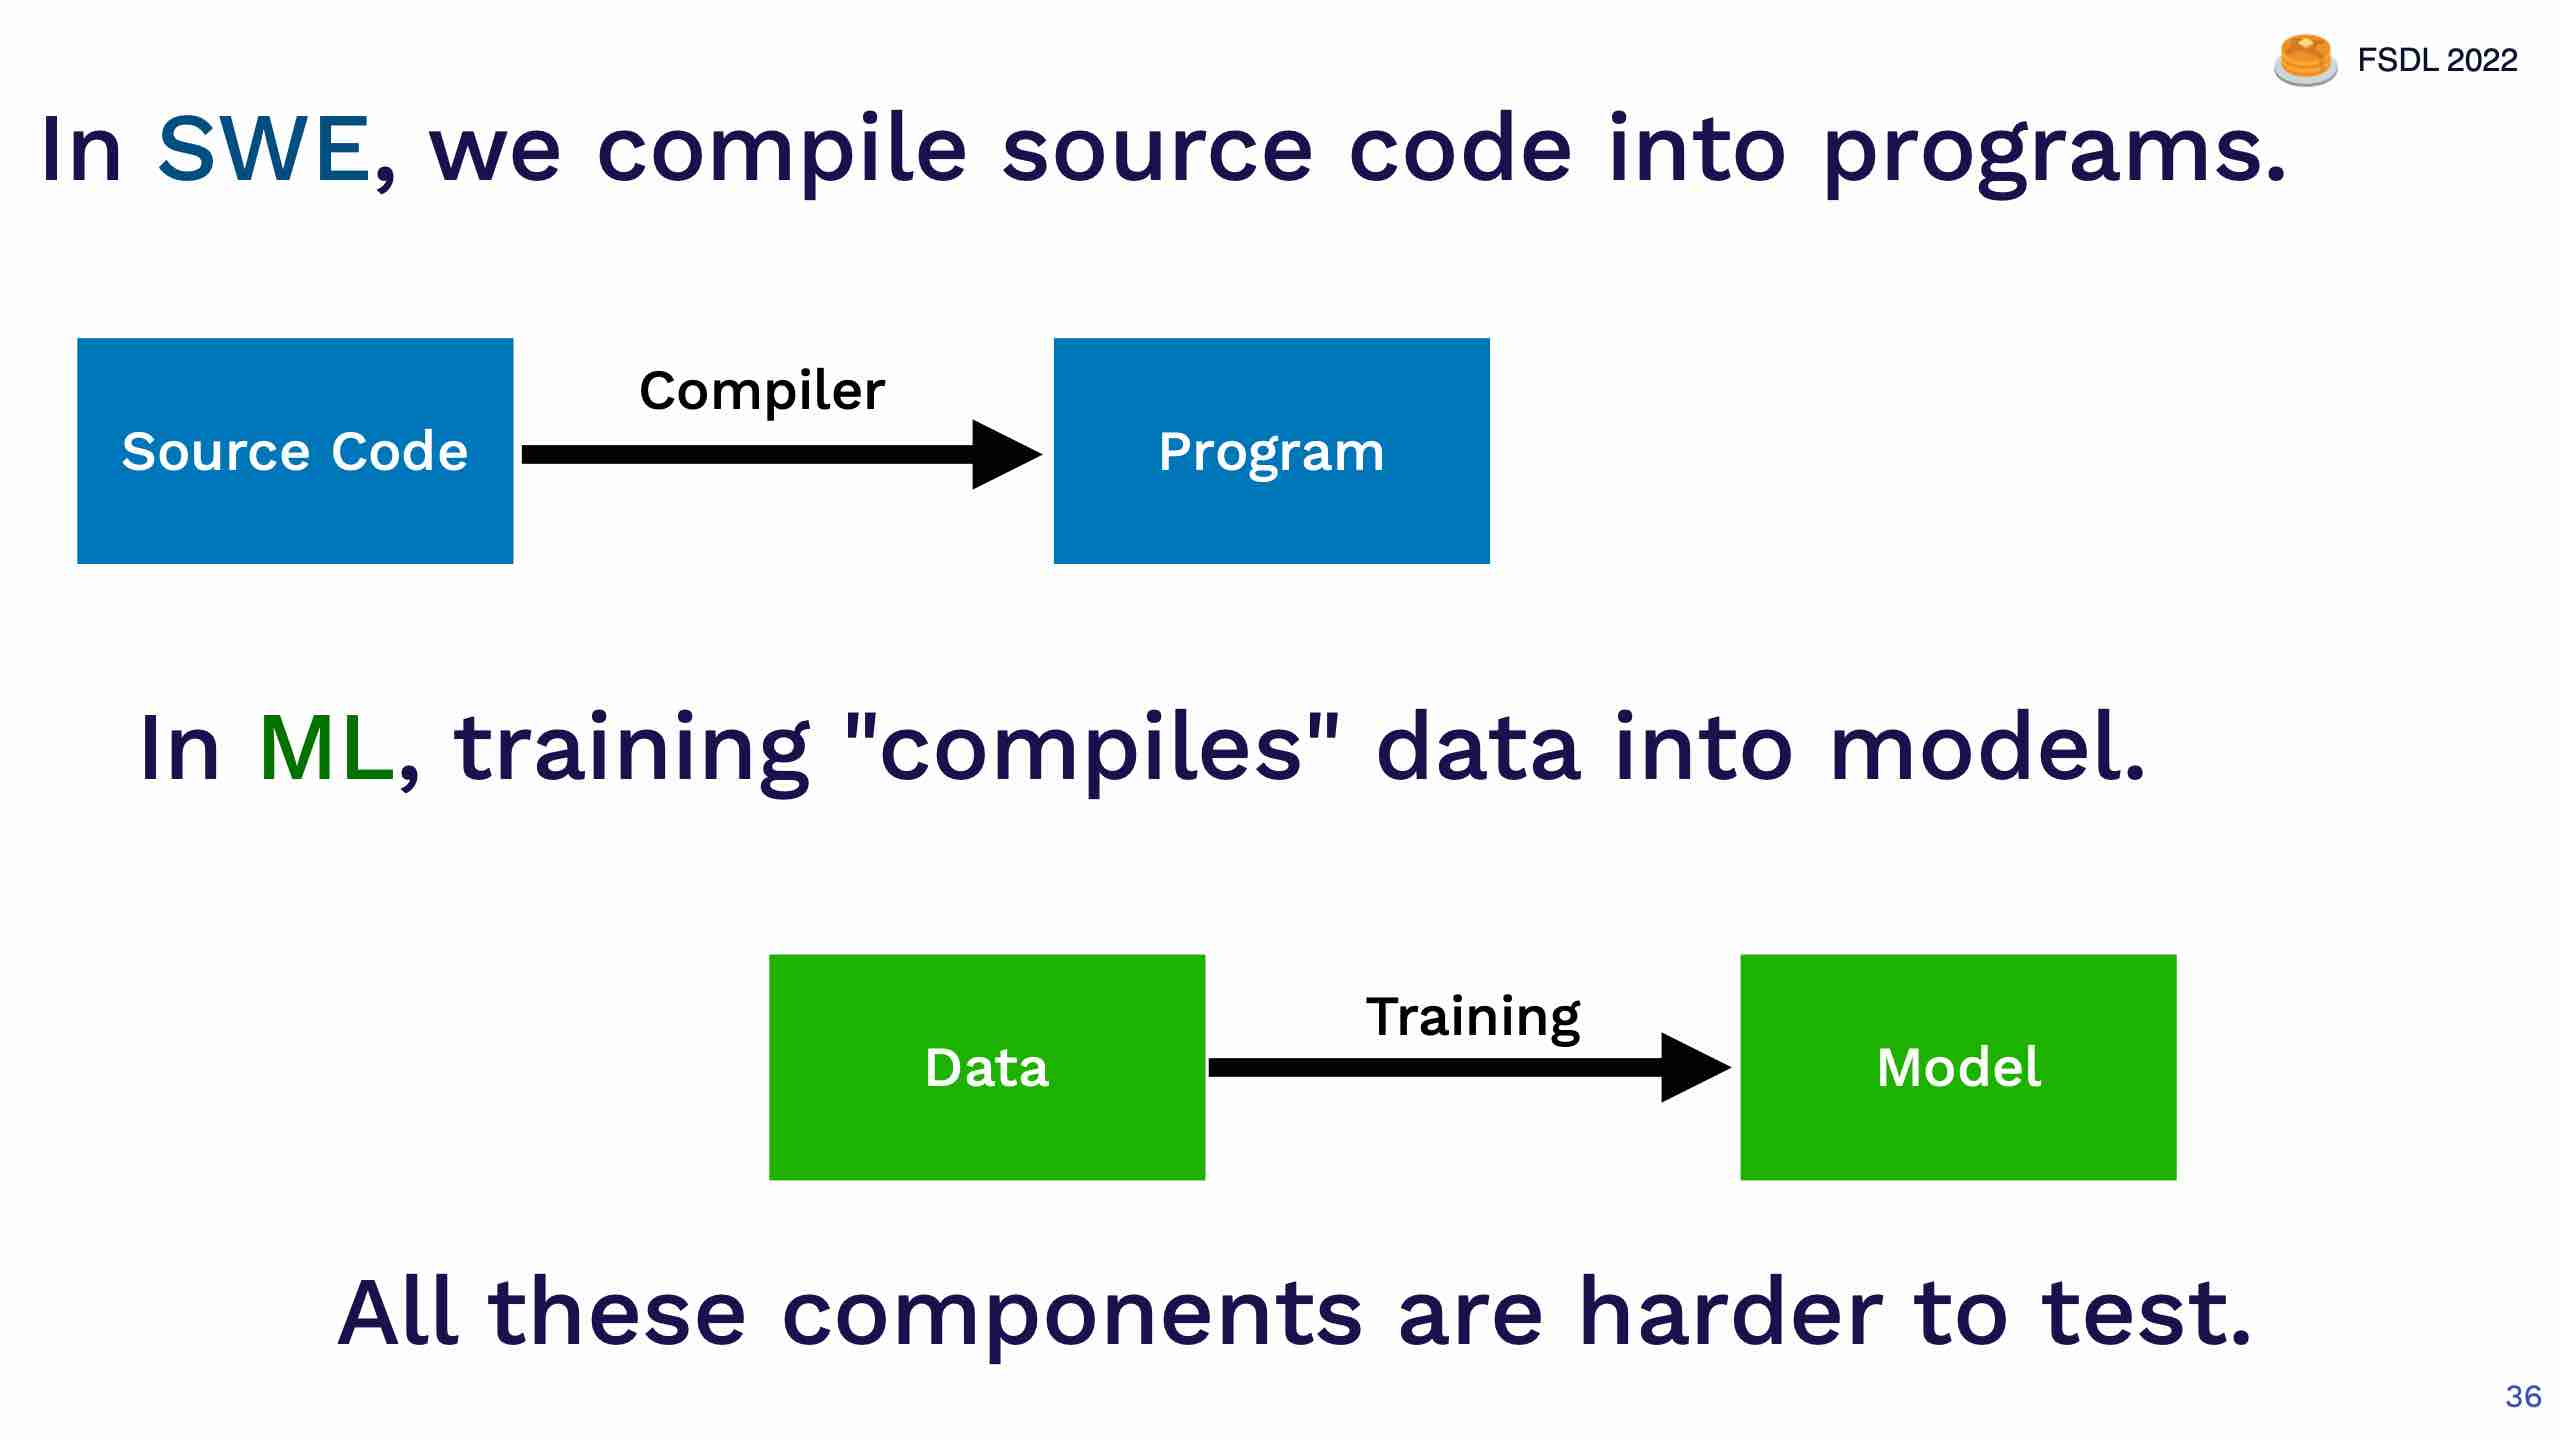 FSDL 2022
In SWE, we compile source code into programs.
Compiler
Source Code
Program
In ML, training "compiles" data into model.
Training
Data
Model
All these components are harder to test.
36